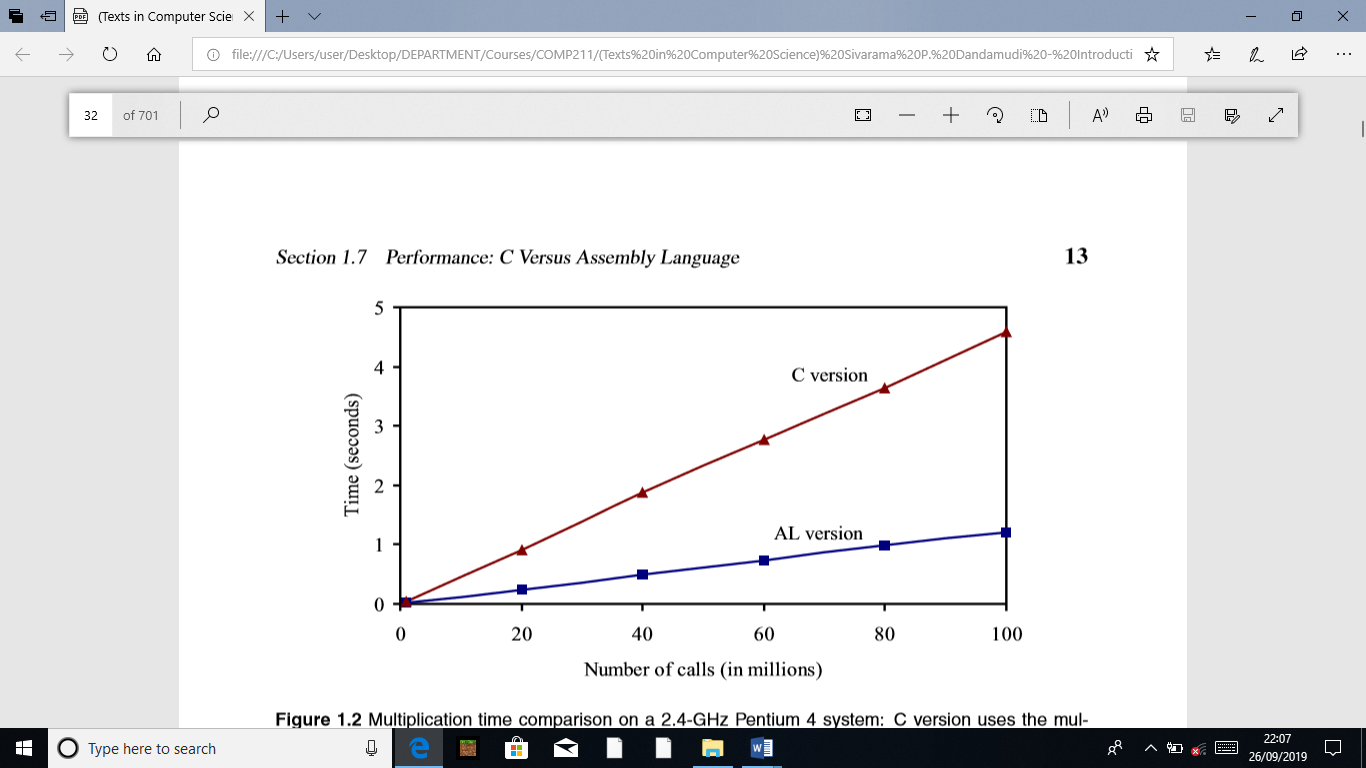 (Texts in Computer Scie
file:///C:/Users/user/Desktop/DEPARTMENT/Courses/COMP211/(Texts%20in%20Computer%20Science)%20Sivarama%20P.%20Dandamudi%20-%20Introducti
32 of 701
Section 1.7 Performance: C Versus Assembly Language 13
5
4
3
2
1
0
Time (seconds)
C version
AL version
0 20 40 60 80 100
Number of calls (in millions)
Figure 1.2 Multiplication time comparison on a 2.4-GHz Pentium 4 system: C version uses the mul-
Type here to search
22:07
26/09/2019